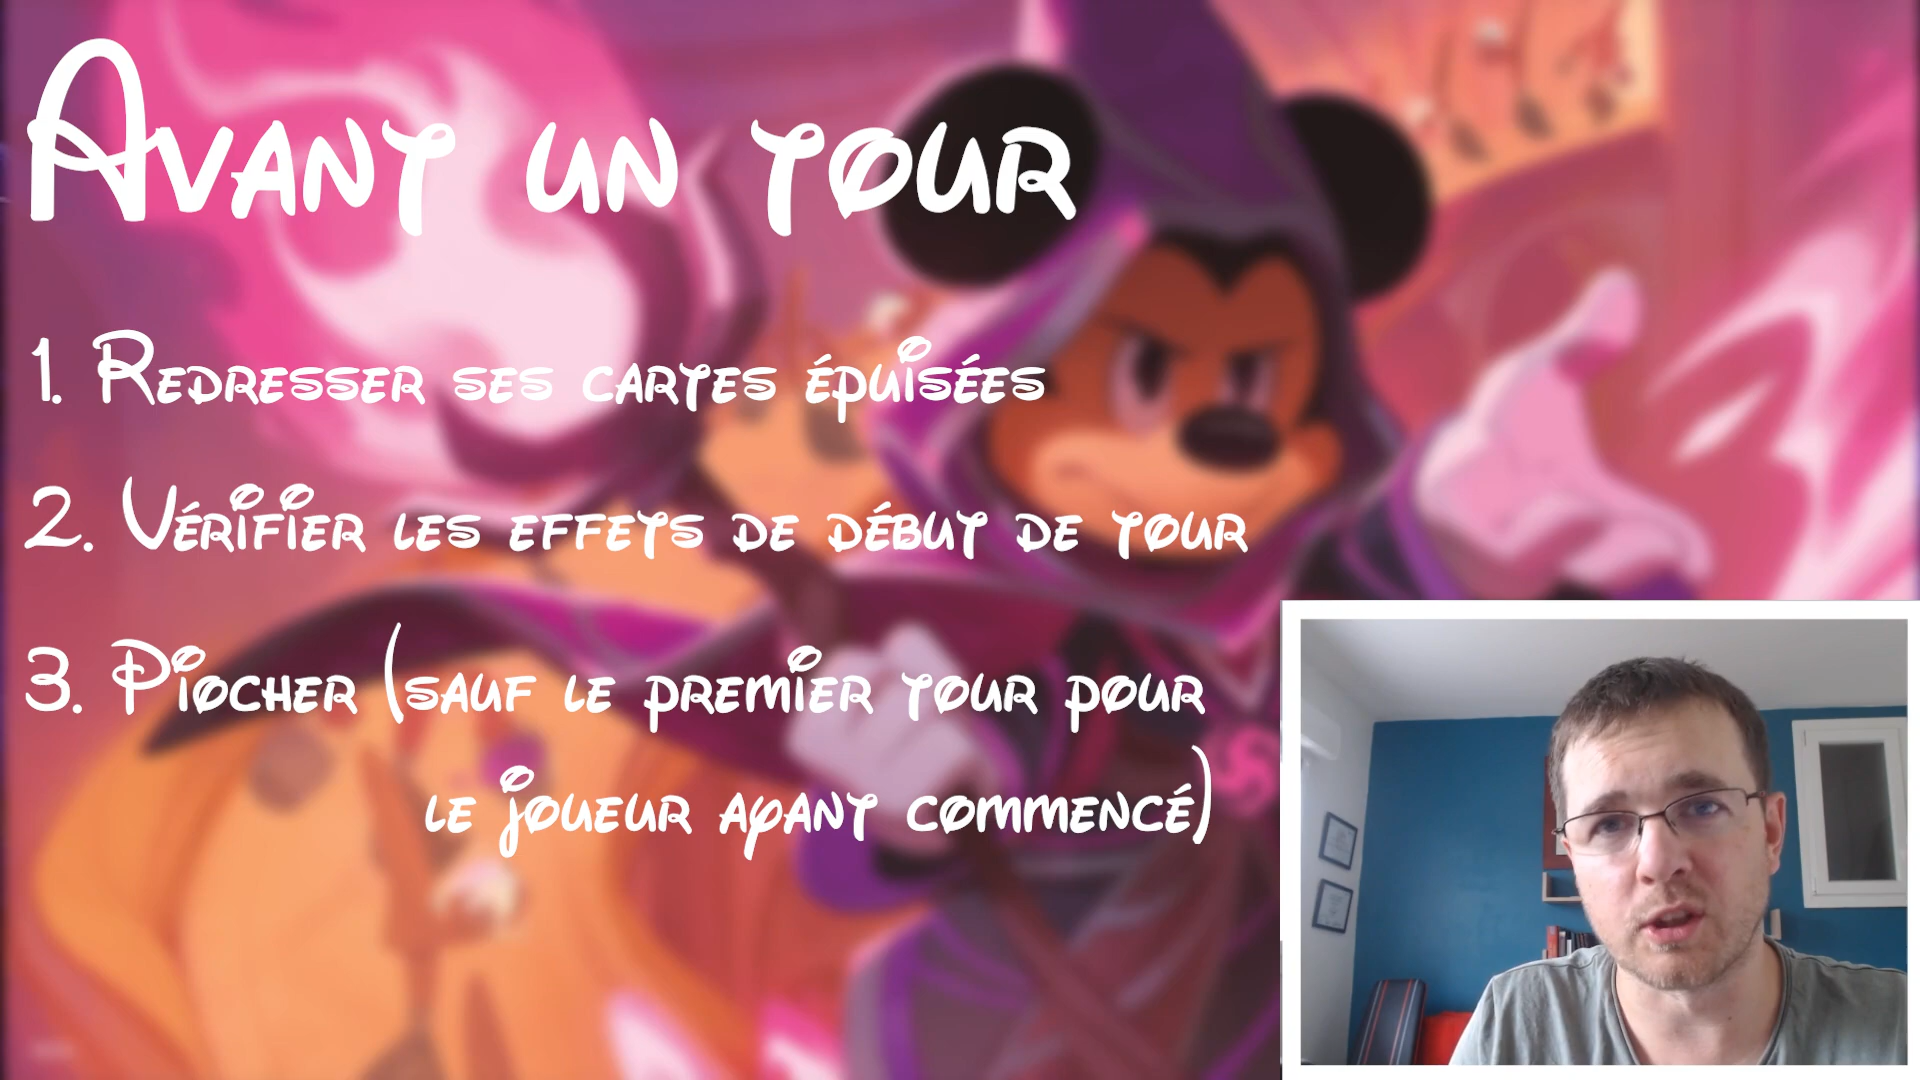 Avant un tour
1. Redresser ses cartes épuisées
2. Vérifier les effets de début de tour
3. Piocher (sauf le premier tour pour
le joueur ayant commencé)